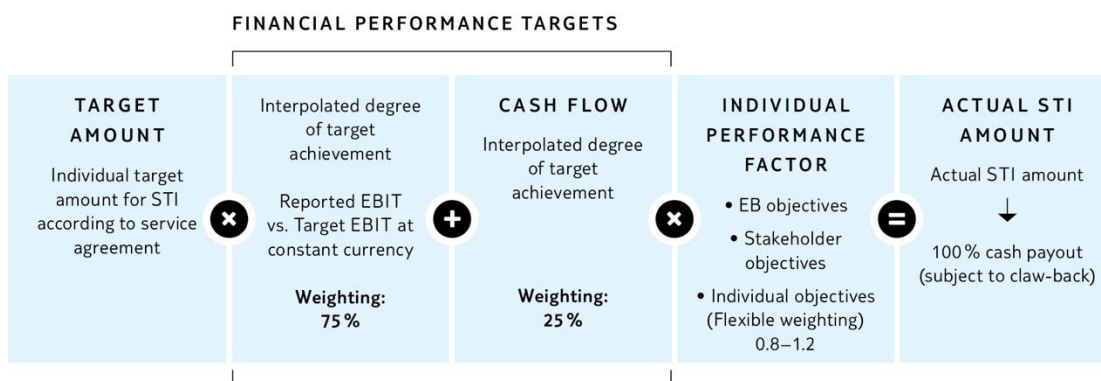 FINANCIAL PERFORMANCE TARGETS
TARGET
AMOUNT
Individual target
amount for STI
according to service
agreement
×
Interpolated degree
of target
achievement
Reported EBIT
vs. Target EBIT at
constant currency
Weighting:
75 %
+
CASH FLOW
Interpolated degree
of target
achievement
Weighting:
25 %
×
INDIVIDUAL
PERFORMANCE
FACTOR
• EB objectives
• Stakeholder
objectives
• Individual objectives
(Flexible weighting)
0.8–1.2
=
ACTUAL STI
AMOUNT
Actual STI amount
↓
100 % cash payout
(subject to claw-back)